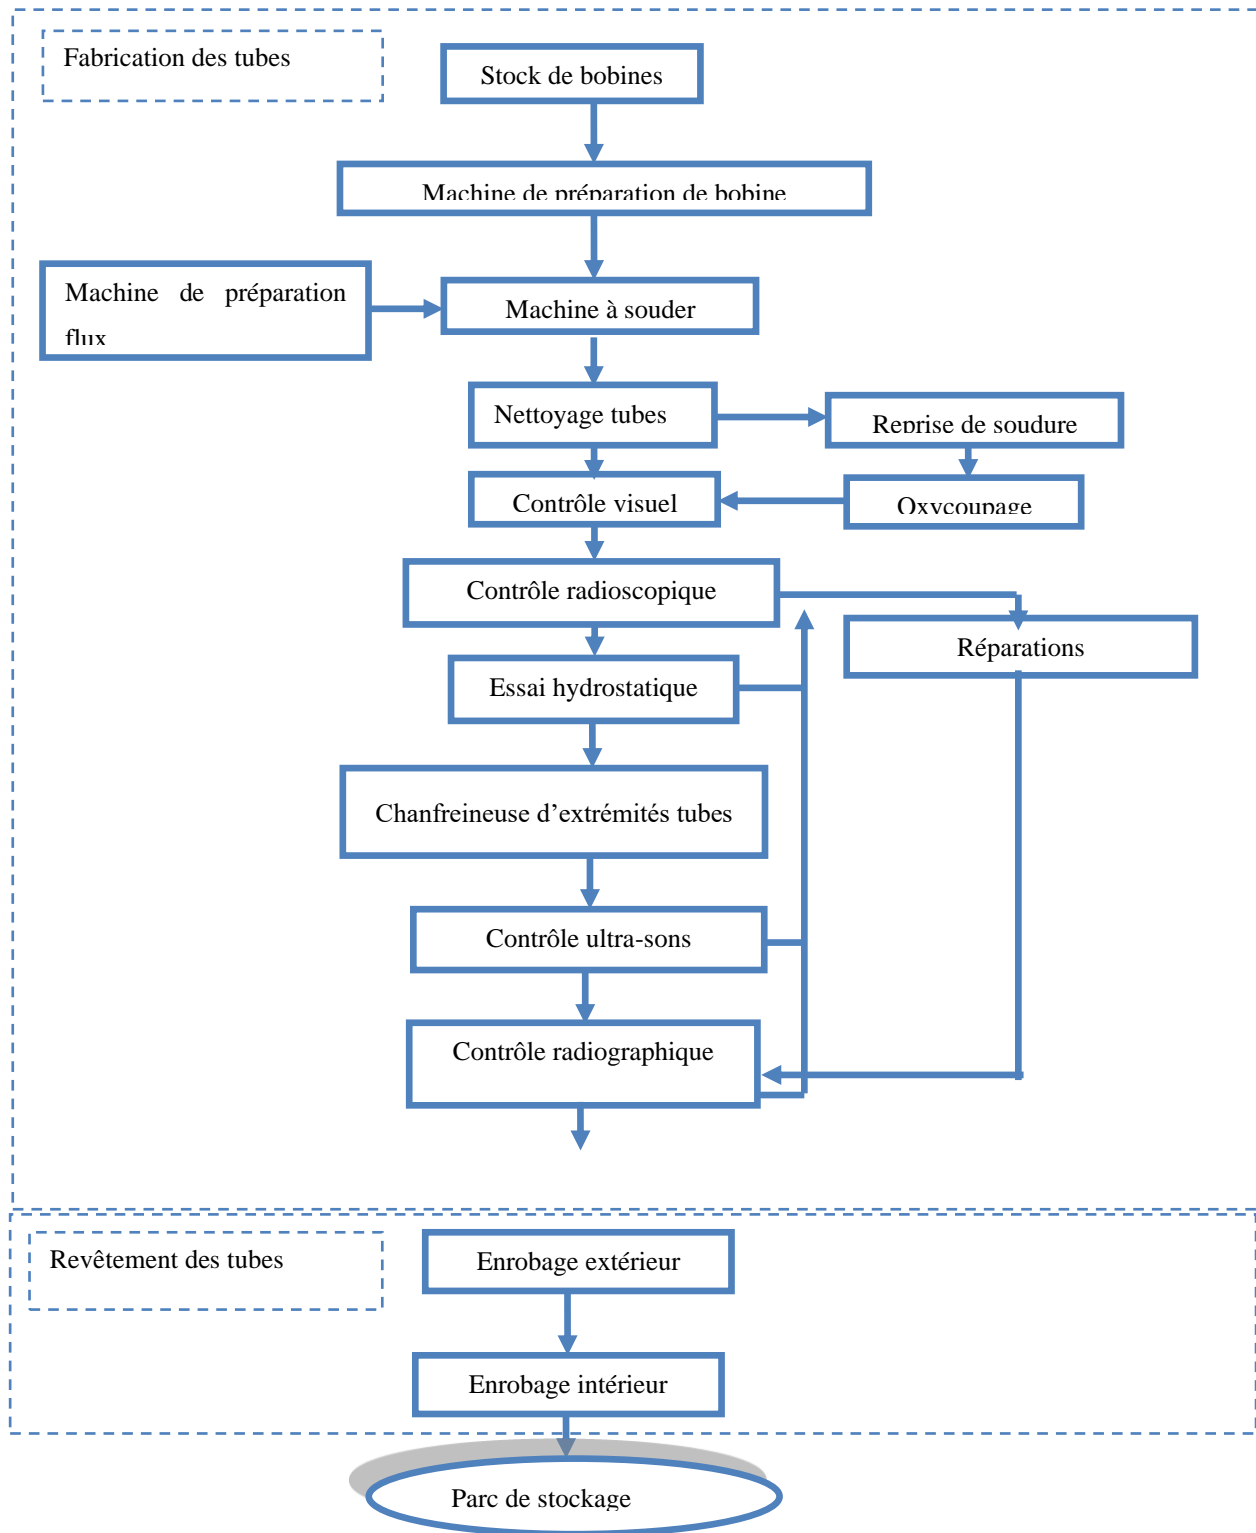 Fabrication des tubes
Stock de bobines
Machine de préparation de bobine
Machine de préparation
flux
Machine à souder
Nettoyage tubes
Reprise de soudure
Contrôle visuel
Oxycoupage
Contrôle radioscopique
Réparations
Essai hydrostatique
Chanfreineuse d’extrémités tubes
Contrôle ultra-sons
Contrôle radiographique
Revêtement des tubes
Enrobage extérieur
Enrobage intérieur
Parc de stockage